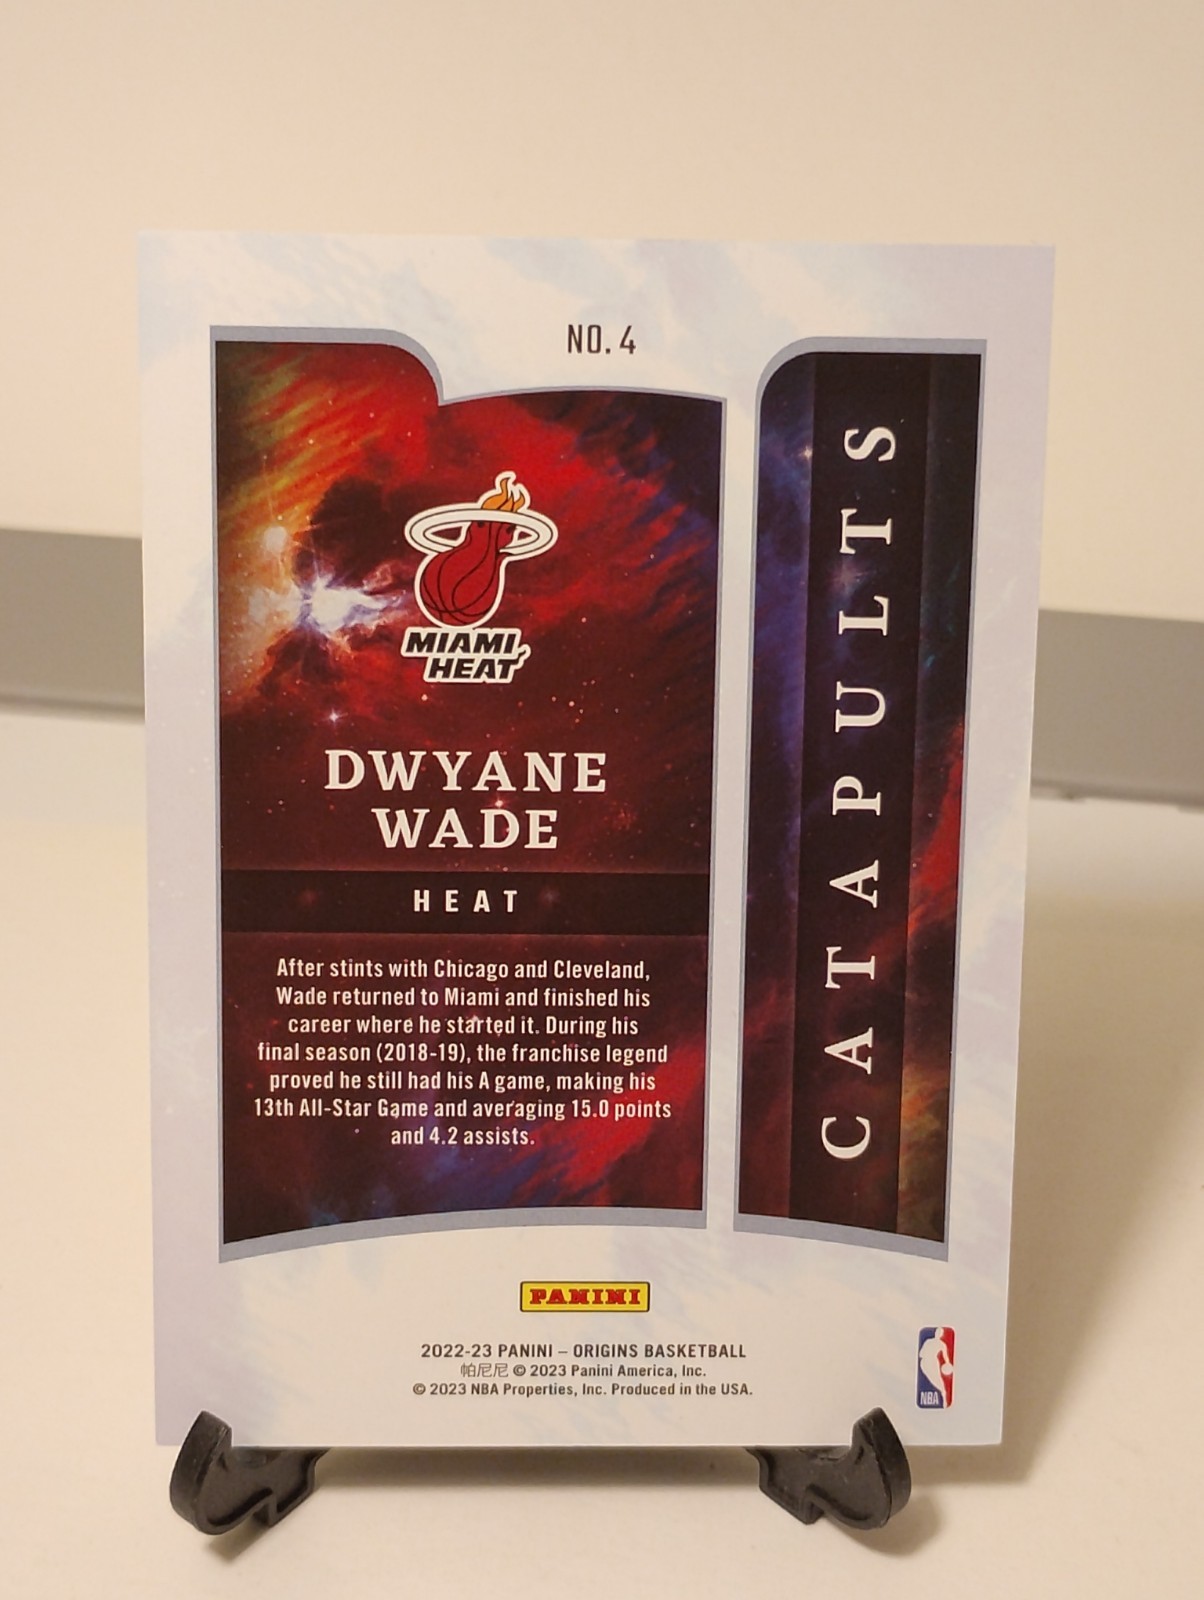 NO. 4
MIAMI
HEAT
DWYANE
WADE
HEAT
After stints with Chicago and Cleveland,
Wade returned to Miami and finished his
career where he started it. During his
final season (2018-19), the franchise legend
proved he still had his A game, making his
13th All-Star Game and averaging 15.0 points
and 4.2 assists.
CATAPULTS
PANINI
2022-23 PANINI – ORIGINS BASKETBALL
帕尼尼 © 2023 Panini America, Inc.
© 2023 NBA Properties, Inc. Produced in the USA.
NBA